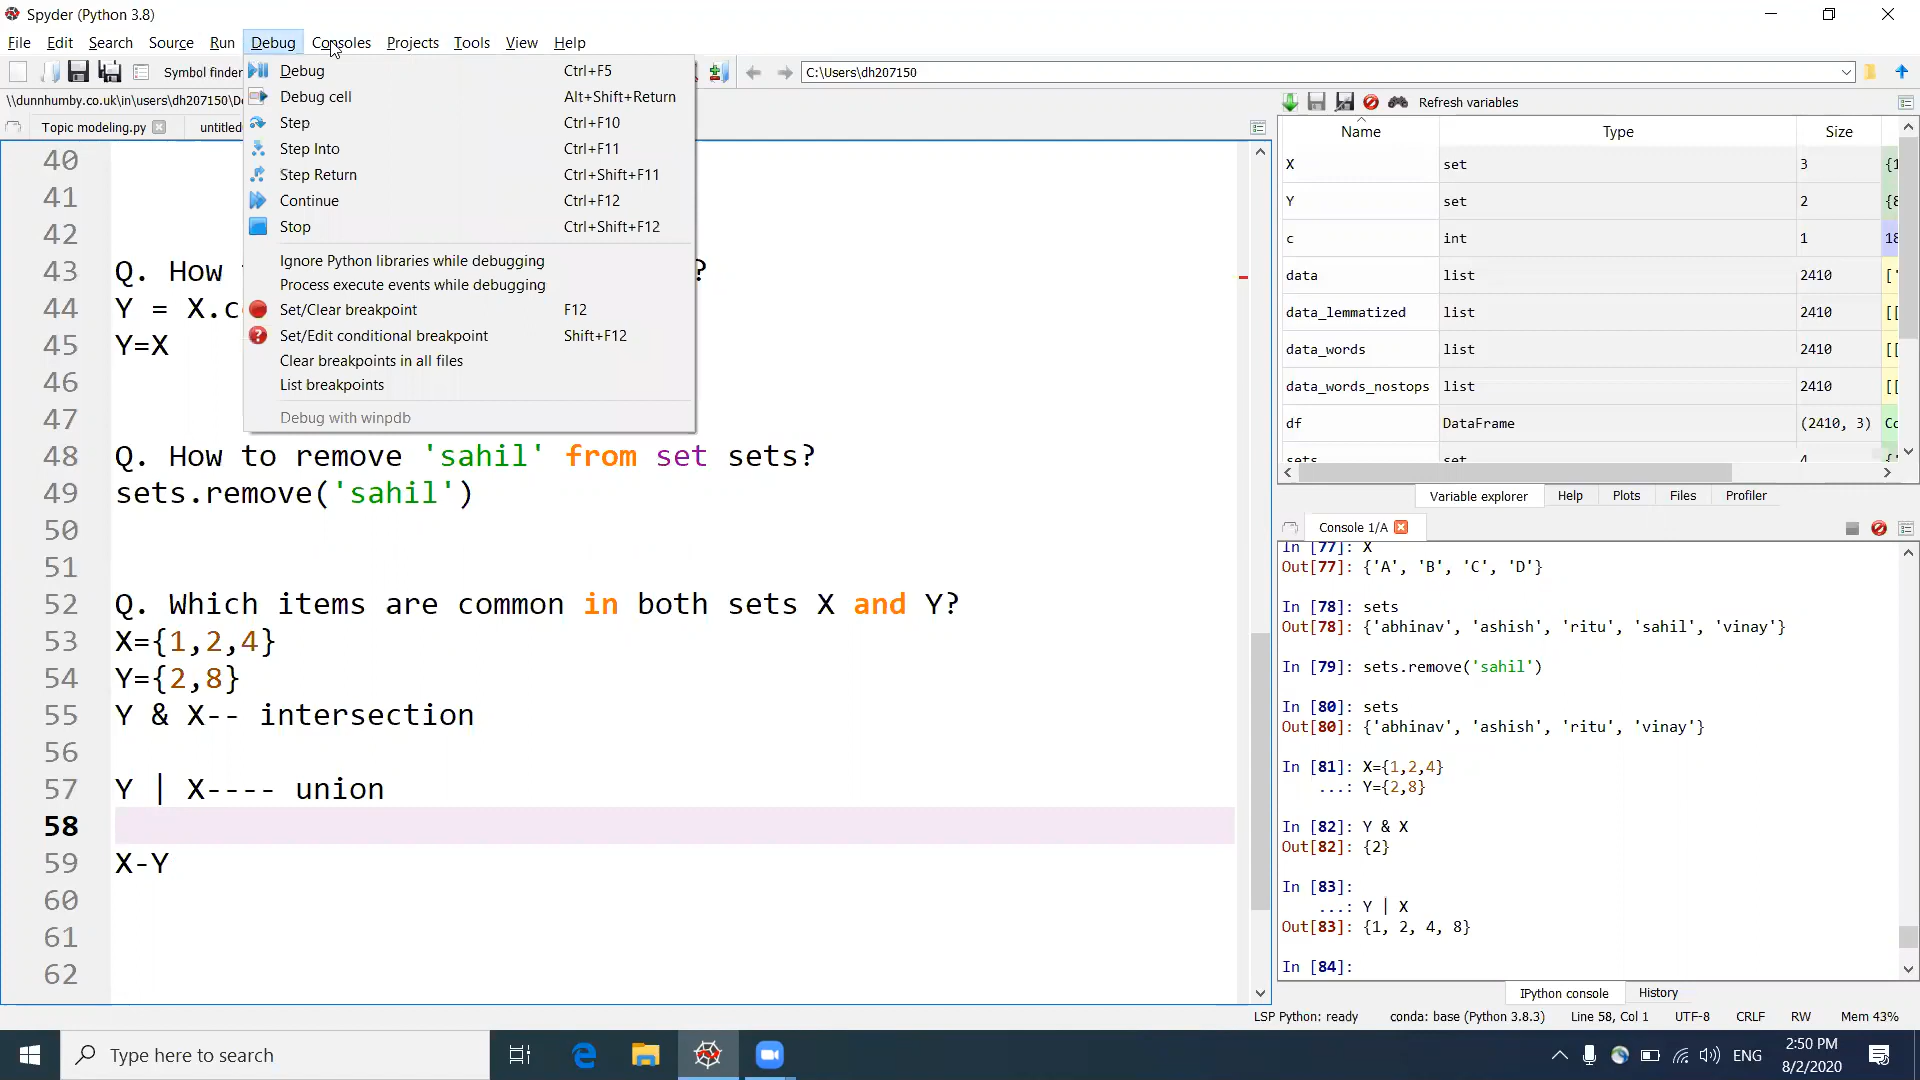 Spyder (Python 3.8)
File Edit Search Source Run Debug Consoles Projects Tools View Help
Symbol finder
C:\Users\dh207150
\\dunnhumby.co.uk\in\users\dh207150\De
Topic modeling.py
untitled
Debug Ctrl+F5
Debug cell Alt+Shift+Return
Step Ctrl+F10
Step Into Ctrl+F11
Step Return Ctrl+Shift+F11
Continue Ctrl+F12
Stop Ctrl+Shift+F12
Ignore Python libraries while debugging
Process execute events while debugging
Set/Clear breakpoint F12
Set/Edit conditional breakpoint Shift+F12
Clear breakpoints in all files
List breakpoints
Debug with winpdb
40
41
42
43 Q. How ?
44 Y = X.c
45 Y=X
46
47
48 Q. How to remove 'sahil' from set sets?
49 sets.remove('sahil')
50
51
52 Q. Which items are common in both sets X and Y?
53 X={1,2,4}
54 Y={2,8}
55 Y & X-- intersection
56
57 Y | X---- union
58
59 X-Y
60
61
62
Refresh variables
Name Type Size
X set 3 {1
Y set 2 {8
c int 1 18
data list 2410 ['
data_lemmatized list 2410 [[
data_words list 2410 [[
data_words_nostops list 2410 [[
df DataFrame (2410, 3) Co
sets set 4 {'
Variable explorer Help Plots Files Profiler
Console 1/A
In [77]: X
Out[77]: {'A', 'B', 'C', 'D'}
In [78]: sets
Out[78]: {'abhinav', 'ashish', 'ritu', 'sahil', 'vinay'}
In [79]: sets.remove('sahil')
In [80]: sets
Out[80]: {'abhinav', 'ashish', 'ritu', 'vinay'}
In [81]: X={1,2,4}
...: Y={2,8}
In [82]: Y & X
Out[82]: {2}
In [83]:
...: Y | X
Out[83]: {1, 2, 4, 8}
In [84]:
IPython console History
LSP Python: ready conda: base (Python 3.8.3) Line 58, Col 1 UTF-8 CRLF RW Mem 43%
Type here to search
ENG
2:50 PM
8/2/2020